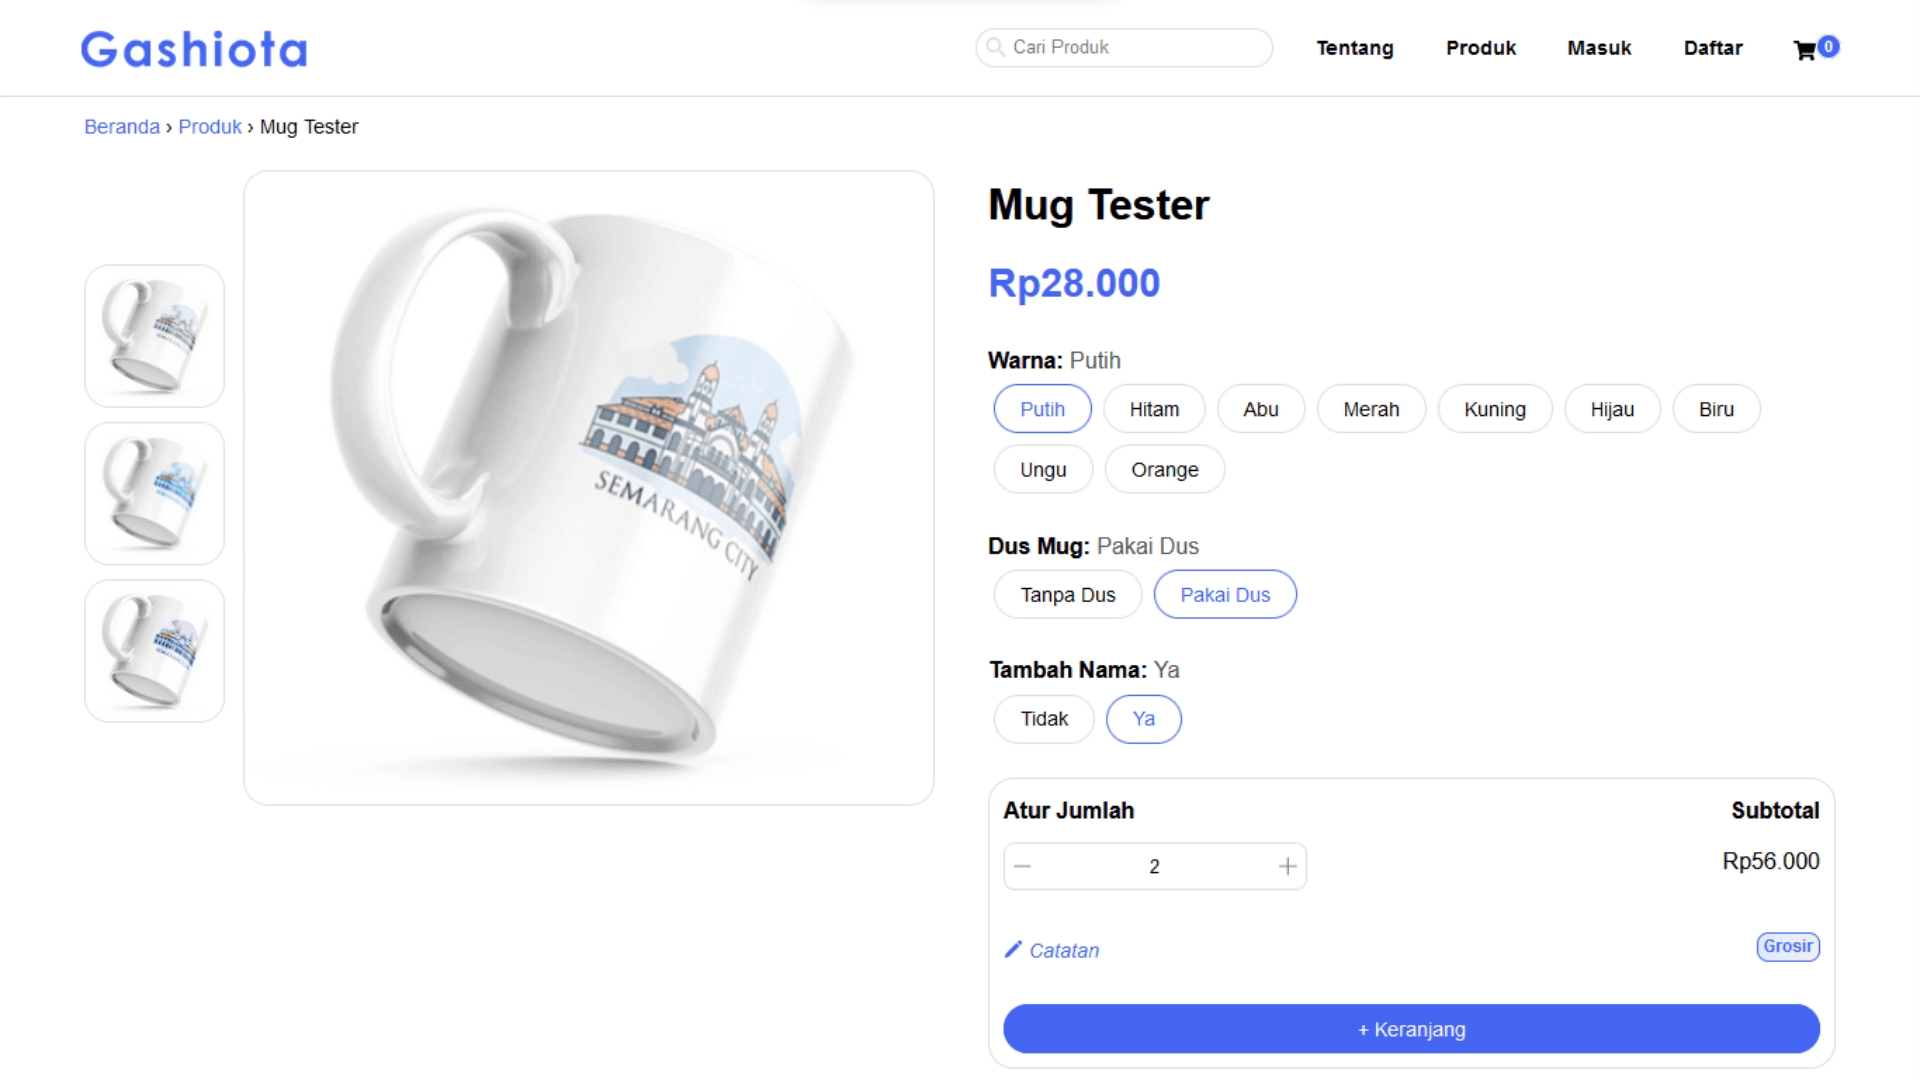 Gashiota
Cari Produk
Tentang
Produk
Masuk
Daftar
0
Beranda › Produk › Mug Tester
SEMARANG CITY
Mug Tester
Rp28.000
Warna: Putih
Putih
Hitam
Abu
Merah
Kuning
Hijau
Biru
Ungu
Orange
Dus Mug: Pakai Dus
Tanpa Dus
Pakai Dus
Tambah Nama: Ya
Tidak
Ya
Atur Jumlah
Subtotal
− 2 +
Rp56.000
Catatan
Grosir
+ Keranjang